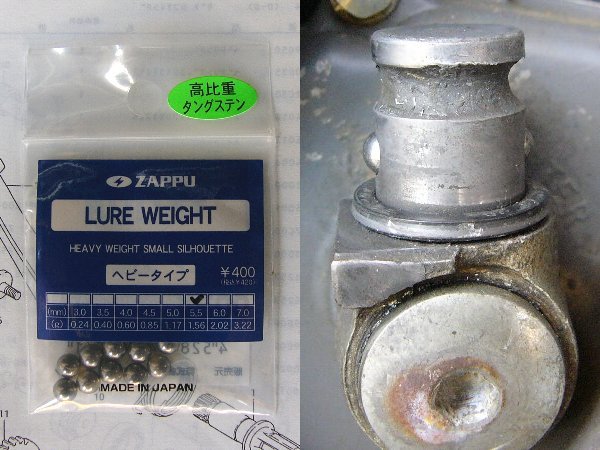 高比重
タングステン
ZAPPU
LURE WEIGHT
HEAVY WEIGHT SMALL SILHOUETTE
ヘビータイプ
¥400
(税込¥420)
✓
(mm) 3.0 3.5 4.0 4.5 5.0 5.5 6.0 7.0
(g) 0.24 0.40 0.60 0.85 1.17 1.56 2.02 3.22
MADE IN JAPAN